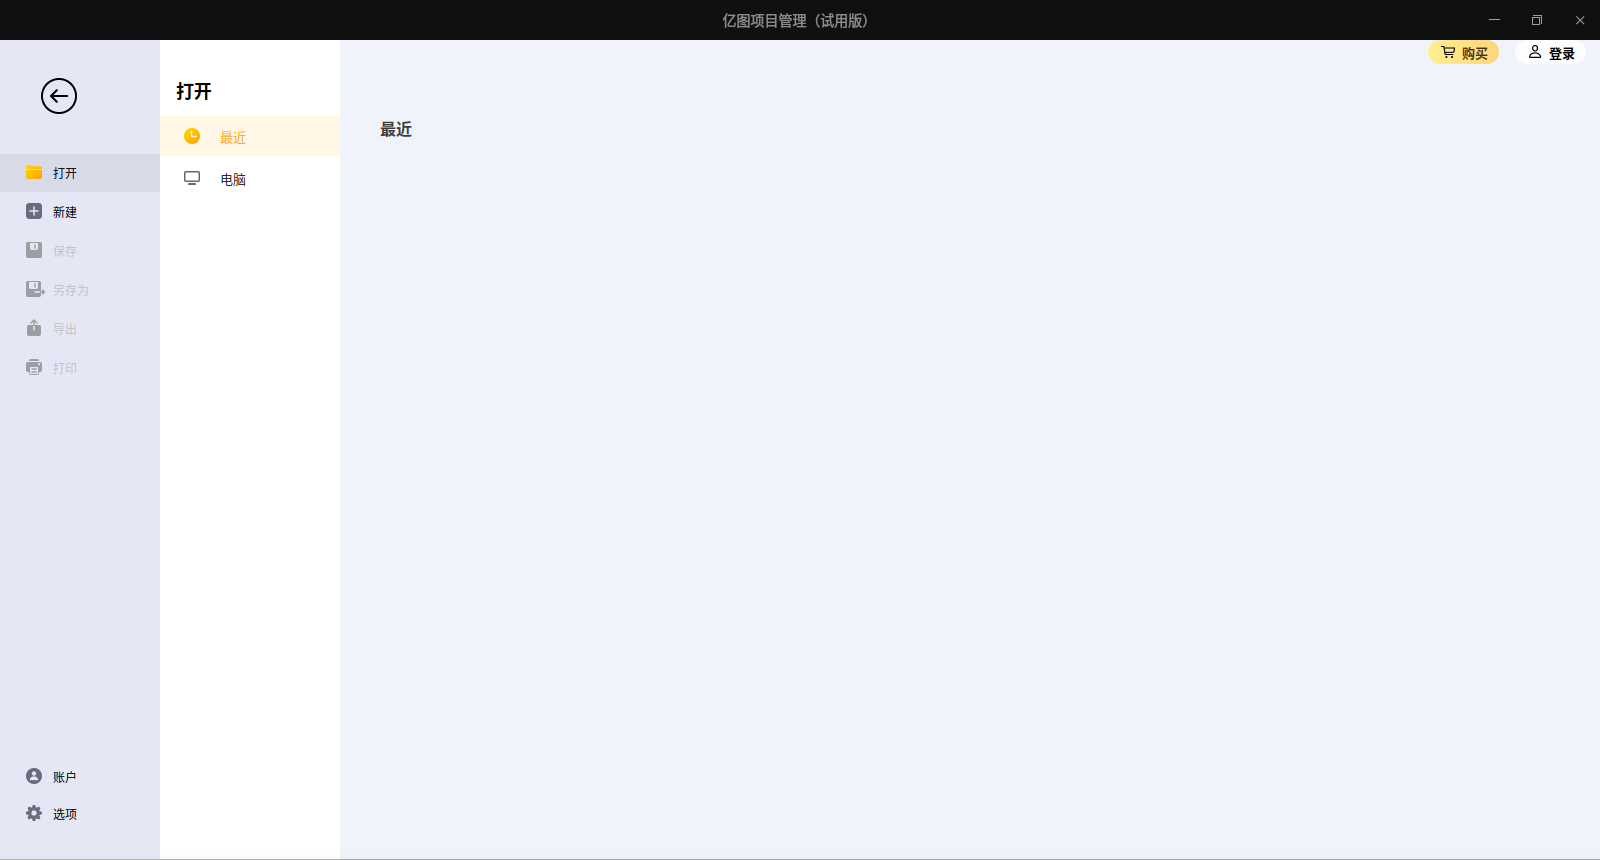 亿图项目管理（试用版）
购买
登录
打开
新建
保存
另存为
导出
打印
账户
选项
打开
最近
电脑
最近